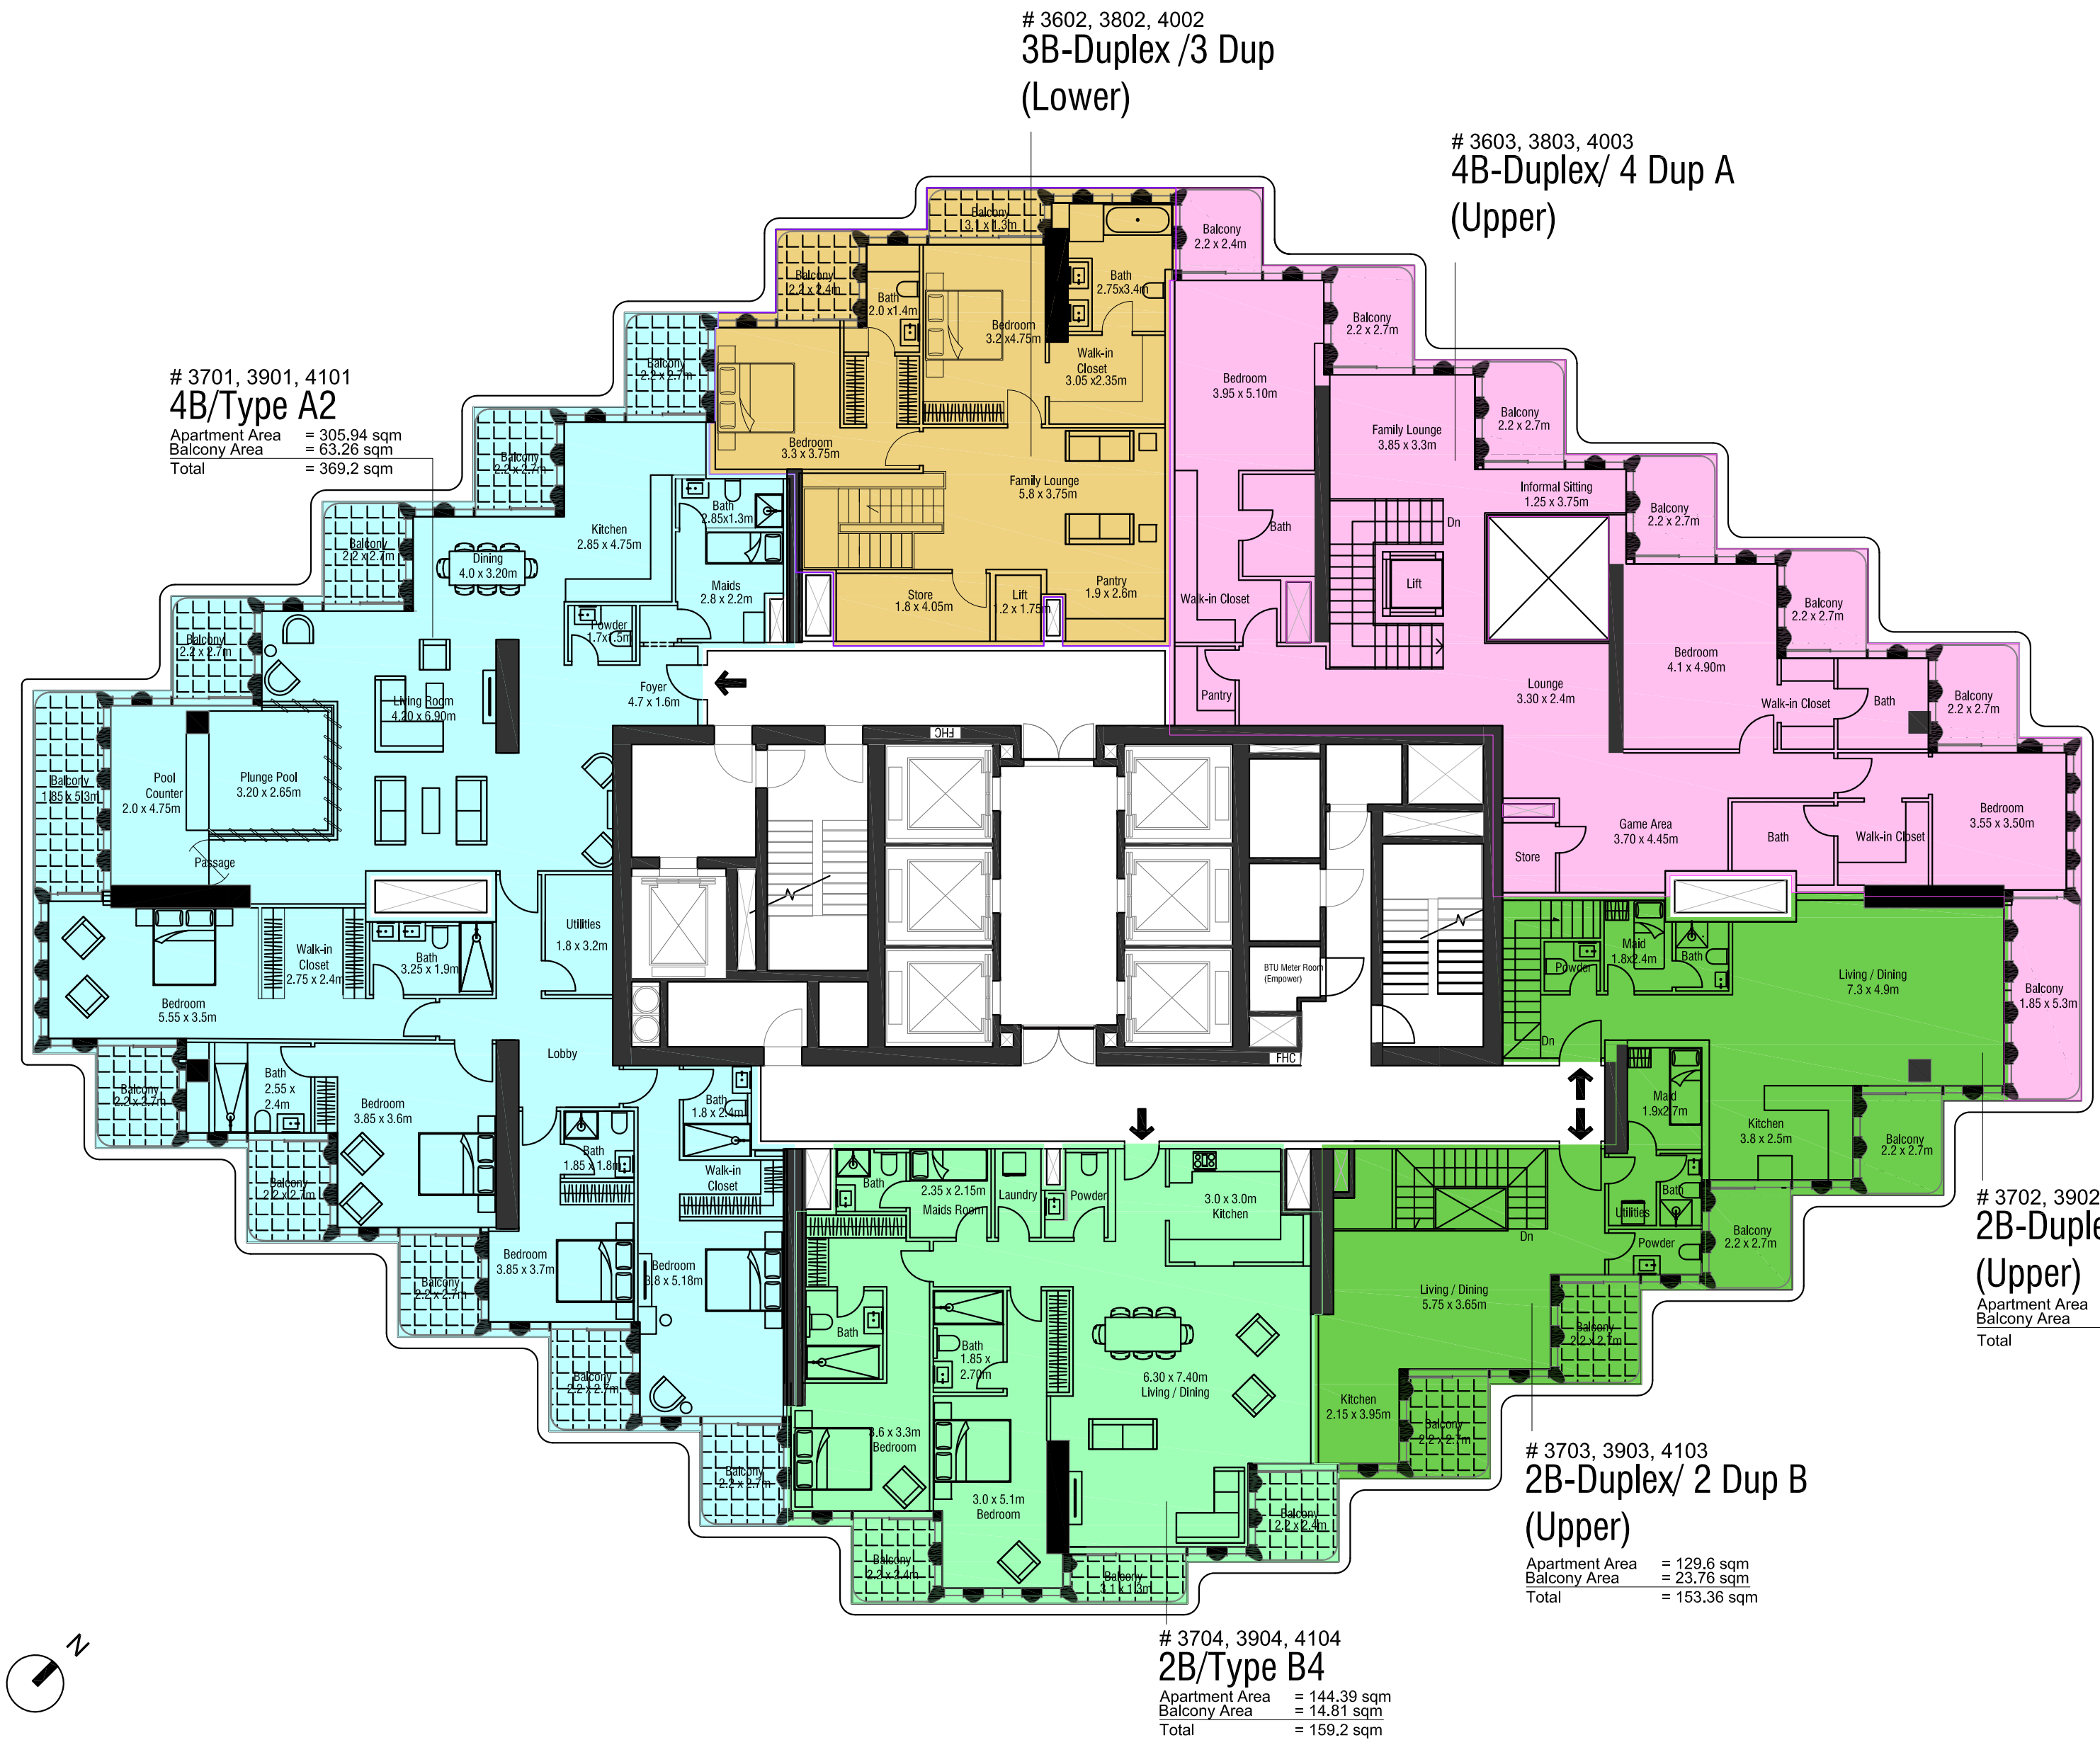 # 3602, 3802, 4002
3B-Duplex /3 Dup
(Lower)
# 3603, 3803, 4003
4B-Duplex/ 4 Dup A
(Upper)
# 3701, 3901, 4101
4B/Type A2
Apartment Area = 305.94 sqm
Balcony Area = 63.26 sqm
Total = 369.2 sqm
Balcony
3.1 x 1.3m
Balcony
2.2 x 2.4m
Bath
2.0 x1.4m
Bedroom
3.2 x4.75m
Bath
2.75x3.4m
Walk-in
Closet
3.05 x2.35m
Bedroom
3.3 x 3.75m
Family Lounge
5.8 x 3.75m
Store
1.8 x 4.05m
Lift
1.2 x 1.75m
Pantry
1.9 x 2.6m
Balcony
2.2 x 2.4m
Balcony
2.2 x 2.7m
Bedroom
3.95 x 5.10m
Family Lounge
3.85 x 3.3m
Balcony
2.2 x 2.7m
Informal Sitting
1.25 x 3.75m
Balcony
2.2 x 2.7m
Bath
Dn
Lift
Walk-in Closet
Pantry
Balcony
2.2 x 2.7m
Bedroom
4.1 x 4.90m
Lounge
3.30 x 2.4m
Walk-in Closet
Bath
Balcony
2.2 x 2.7m
Game Area
3.70 x 4.45m
Store
Bath
Walk-in Closet
Bedroom
3.55 x 3.50m
Balcony
1.85 x 5.3m
Balcony
2.2 x 2.7m
Balcony
2.2 x 2.7m
Balcony
2.2 x 2.7m
Balcony
2.2 x 2.7m
Balcony
1.85 x 5.3m
Kitchen
2.85 x 4.75m
Bath
2.85x1.3m
Dining
4.0 x 3.20m
Maids
2.8 x 2.2m
Powder
1.7x1.5m
Foyer
4.7 x 1.6m
Living Room
4.20 x 6.90m
Pool
Counter
2.0 x 4.75m
Plunge Pool
3.20 x 2.65m
Passage
Walk-in
Closet
2.75 x 2.4m
Bath
3.25 x 1.9m
Utilities
1.8 x 3.2m
Bedroom
5.55 x 3.5m
Lobby
Balcony
2.2 x 2.7m
Bath
2.55 x
2.4m
Bedroom
3.85 x 3.6m
Bath
1.8 x 2.4m
Bath
1.85 x 1.8m
Walk-in
Closet
Balcony
2.2 x 2.7m
Bedroom
3.85 x 3.7m
Bedroom
3.8 x 5.18m
Balcony
2.2 x 2.7m
Balcony
2.2 x 2.7m
Balcony
2.2 x 2.7m
FHC
BTU Meter Room
(Empower)
FHC
Maid
1.8x2.4m
Powder
Bath
Living / Dining
7.3 x 4.9m
Dn
Maid
1.9x2.7m
Kitchen
3.8 x 2.5m
Balcony
2.2 x 2.7m
Bath
Utilities
Powder
Balcony
2.2 x 2.7m
Dn
Living / Dining
5.75 x 3.65m
Balcony
2.2 x 2.7m
Kitchen
2.15 x 3.95m
Balcony
2.2 x 2.7m
Bath
2.35 x 2.15m
Maids Room
Laundry
Powder
3.0 x 3.0m
Kitchen
Bath
Bath
1.85 x
2.70m
6.30 x 7.40m
Living / Dining
3.6 x 3.3m
Bedroom
3.0 x 5.1m
Bedroom
Balcony
2.2 x 2.4m
Balcony
2.2 x 2.4m
Balcony
3.1 x 1.3m
# 3702, 3902
2B-Duple
(Upper)
Apartment Area
Balcony Area
Total
# 3703, 3903, 4103
2B-Duplex/ 2 Dup B
(Upper)
Apartment Area = 129.6 sqm
Balcony Area = 23.76 sqm
Total = 153.36 sqm
# 3704, 3904, 4104
2B/Type B4
Apartment Area = 144.39 sqm
Balcony Area = 14.81 sqm
Total = 159.2 sqm
N